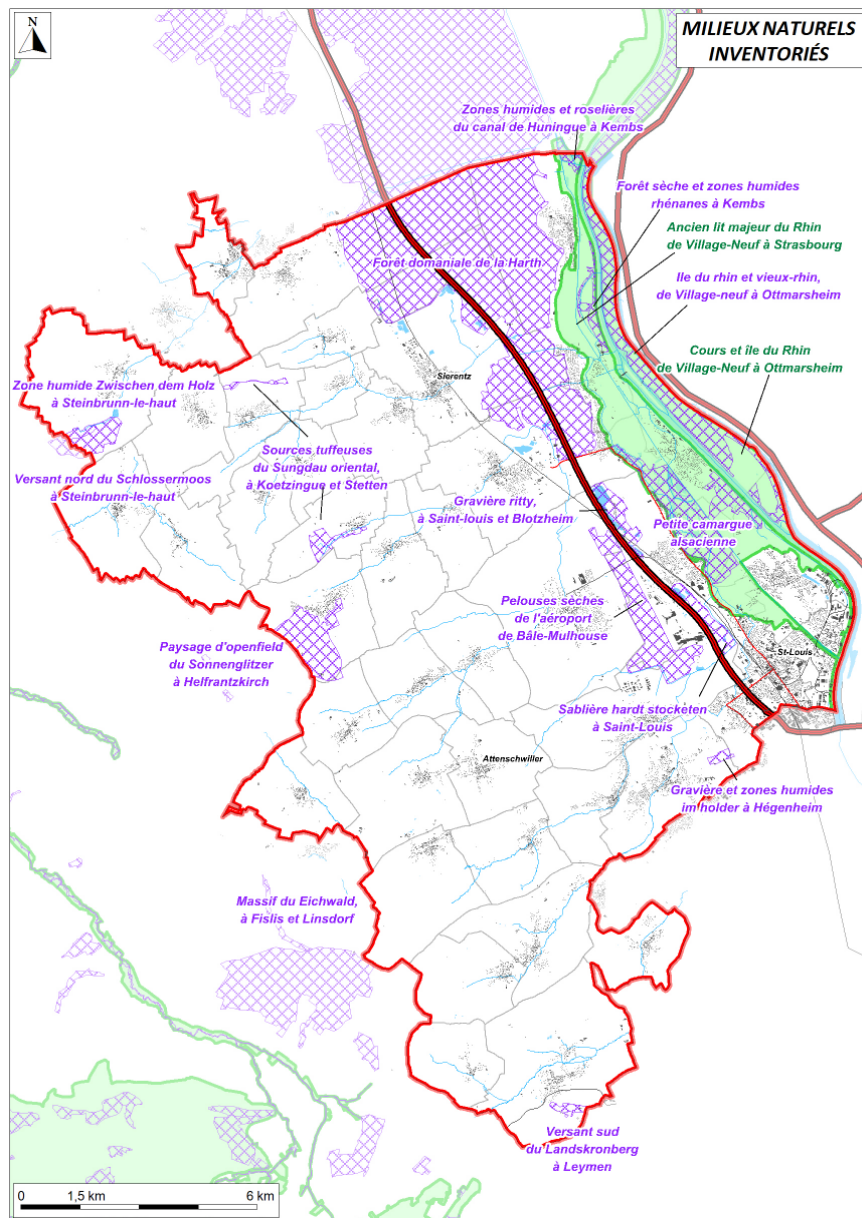 N
MILIEUX NATURELS
INVENTORIÉS
Zones humides et roselières
du canal de Huningue à Kembs
Forêt sèche et zones humides
rhénanes à Kembs
Ancien lit majeur du Rhin
de Village-Neuf à Strasbourg
Forêt domaniale de la Harth
Ile du rhin et vieux-rhin,
de Village-neuf à Ottmarsheim
Cours et île du Rhin
de Village-Neuf à Ottmarsheim
Sierentz
Zone humide Zwischen dem Holz
à Steinbrunn-le-haut
Sources tuffeuses
du Sungdau oriental,
à Koetzingue et Stetten
Versant nord du Schlossermoos
à Steinbrunn-le-haut
Gravière ritty,
à Saint-louis et Blotzheim
Petite camargue
alsacienne
Pelouses sèches
de l'aéroport
de Bâle-Mulhouse
Paysage d'openfield
du Sonnenglitzer
à Helfrantzkirch
St-Louis
Sablière hardt stocketen
à Saint-Louis
Attenschwiller
Gravière et zones humides
im holder à Hégenheim
Massif du Eichwald,
à Fislis et Linsdorf
Versant sud
du Landskronberg
à Leymen
0 1,5 km 6 km